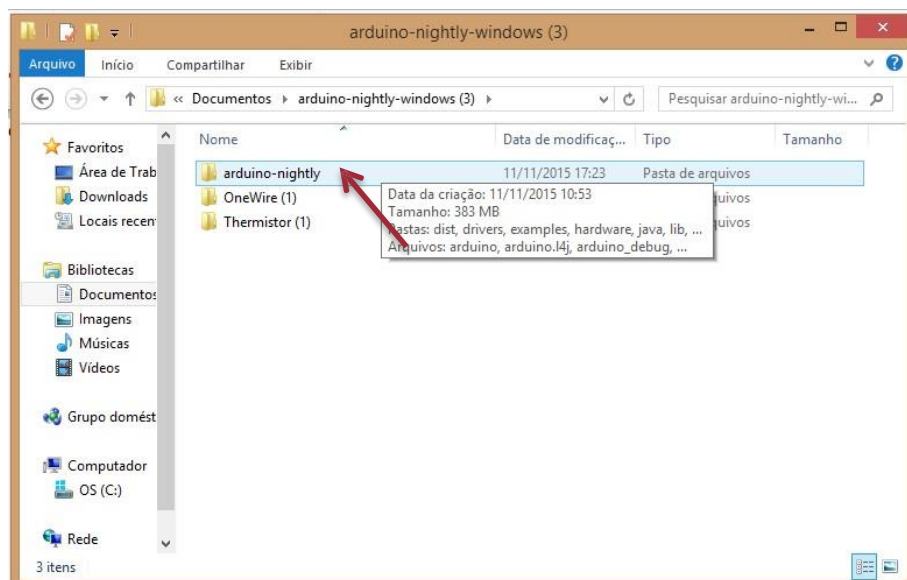 arduino-nightly-windows (3)
Arquivo Início Compartilhar Exibir
« Documentos arduino-nightly-windows (3) Pesquisar arduino-nightly-wi...
Nome Data de modificaç... Tipo Tamanho
Favoritos
Área de Trab
Downloads
Locais recen
Bibliotecas
Documentos
Imagens
Músicas
Vídeos
Grupo domést
Computador
OS (C:)
Rede
arduino-nightly 11/11/2015 17:23 Pasta de arquivos
OneWire (1) quivos
Thermistor (1) quivos
Data da criação: 11/11/2015 10:53
Tamanho: 383 MB
Pastas: dist, drivers, examples, hardware, java, lib, ...
Arquivos: arduino, arduino.l4j, arduino_debug, ...
3 itens